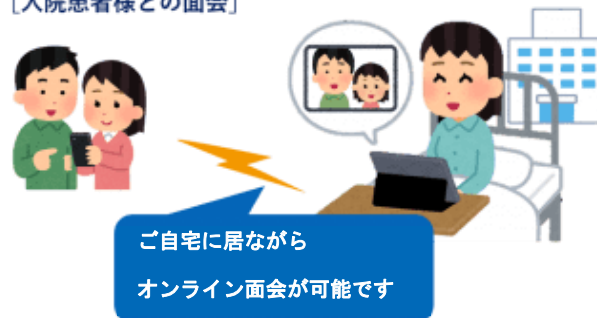 ［入院患者様との面会］
ご自宅に居ながら
オンライン面会が可能です